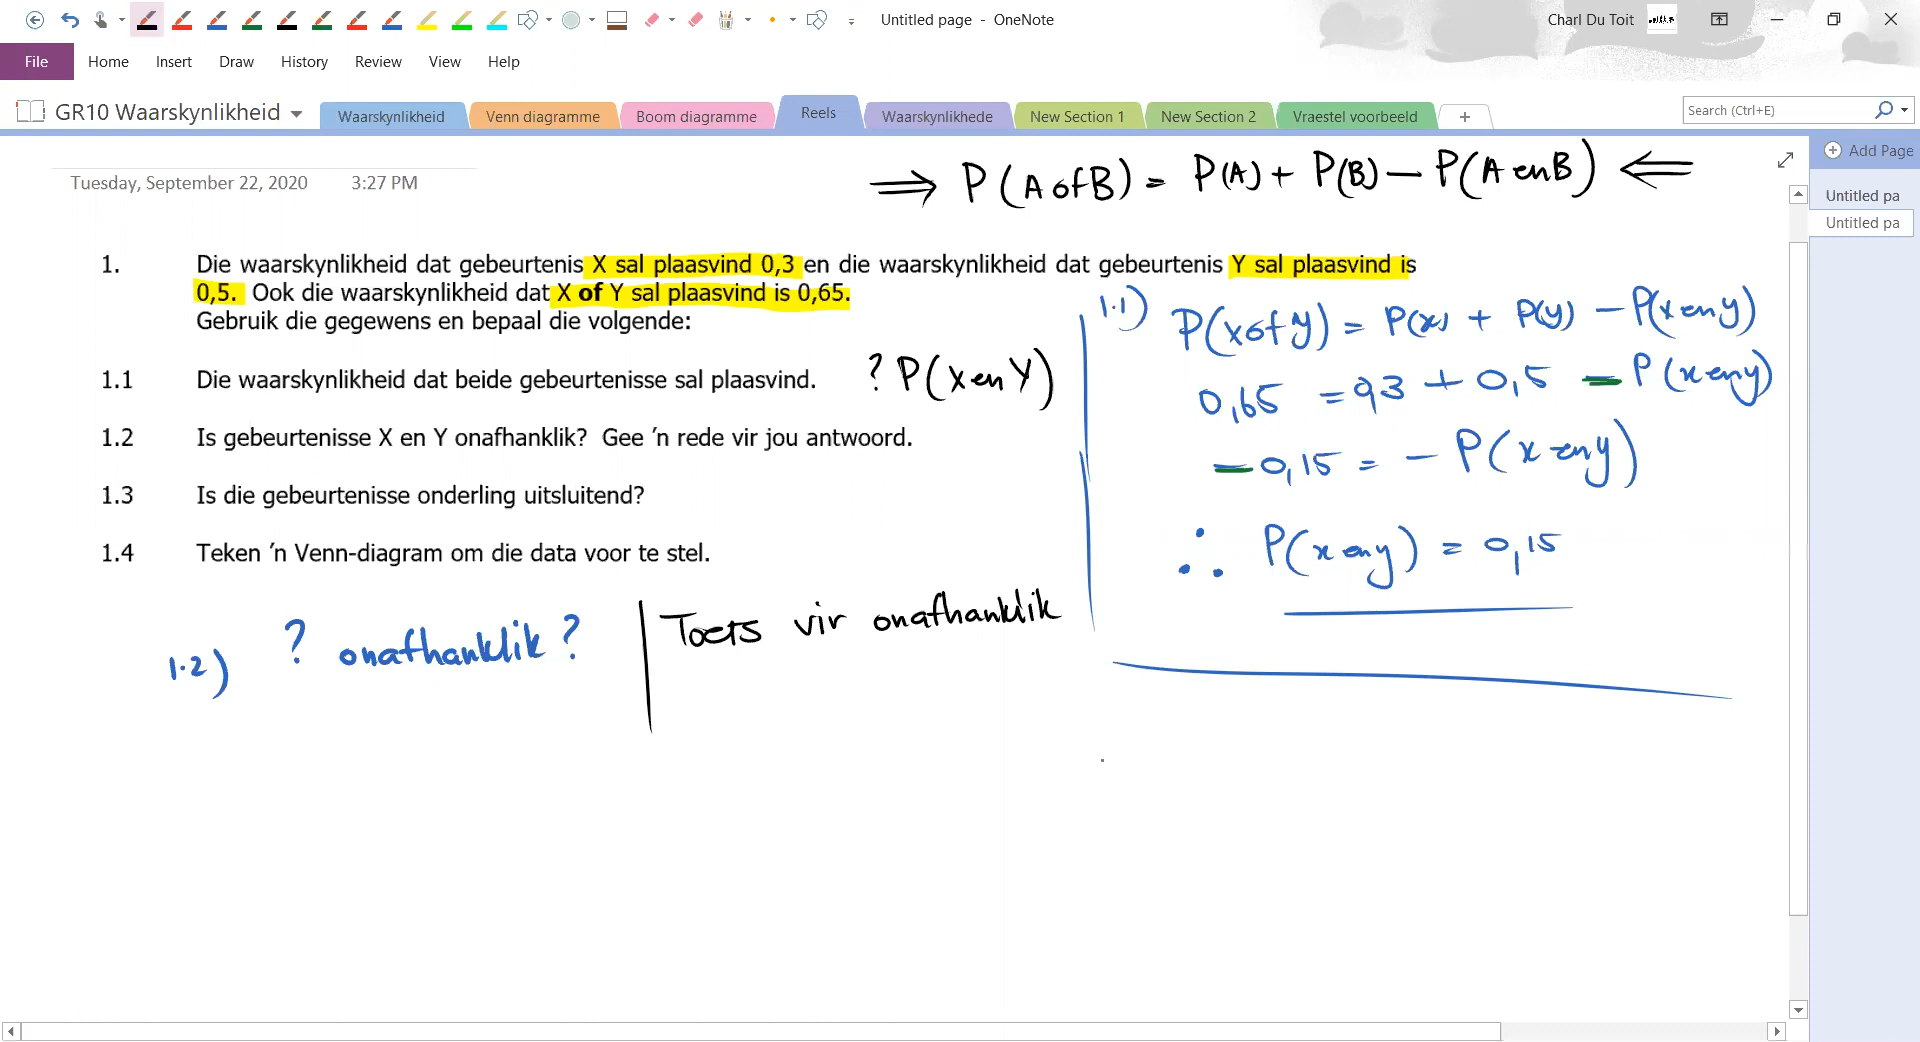 Untitled page - OneNote
Charl Du Toit
File Home Insert Draw History Review View Help
GR10 Waarskynlikheid
Waarskynlikheid Venn diagramme Boom diagramme Reels Waarskynlikhede New Section 1 New Section 2 Vraestel voorbeeld +
Search (Ctrl+E)
Add Page
Untitled pa
Untitled pa
Tuesday, September 22, 2020 3:27 PM
⇒ P(A of B) = P(A) + P(B) - P(A en B) ⇐
1. Die waarskynlikheid dat gebeurtenis X sal plaasvind 0,3 en die waarskynlikheid dat gebeurtenis Y sal plaasvind is
0,5. Ook die waarskynlikheid dat X of Y sal plaasvind is 0,65.
Gebruik die gegewens en bepaal die volgende:
1.1 Die waarskynlikheid dat beide gebeurtenisse sal plaasvind.
? P(X en Y)
1.2 Is gebeurtenisse X en Y onafhanklik? Gee 'n rede vir jou antwoord.
1.3 Is die gebeurtenisse onderling uitsluitend?
1.4 Teken 'n Venn-diagram om die data voor te stel.
1.1) P(x of y) = P(x) + P(y) - P(x en y)
0,65 = 0,3 + 0,5 - P(x en y)
-0,15 = - P(x en y)
∴ P(x en y) = 0,15
1.2) ? onafhanklik?
Toets vir onafhanklik